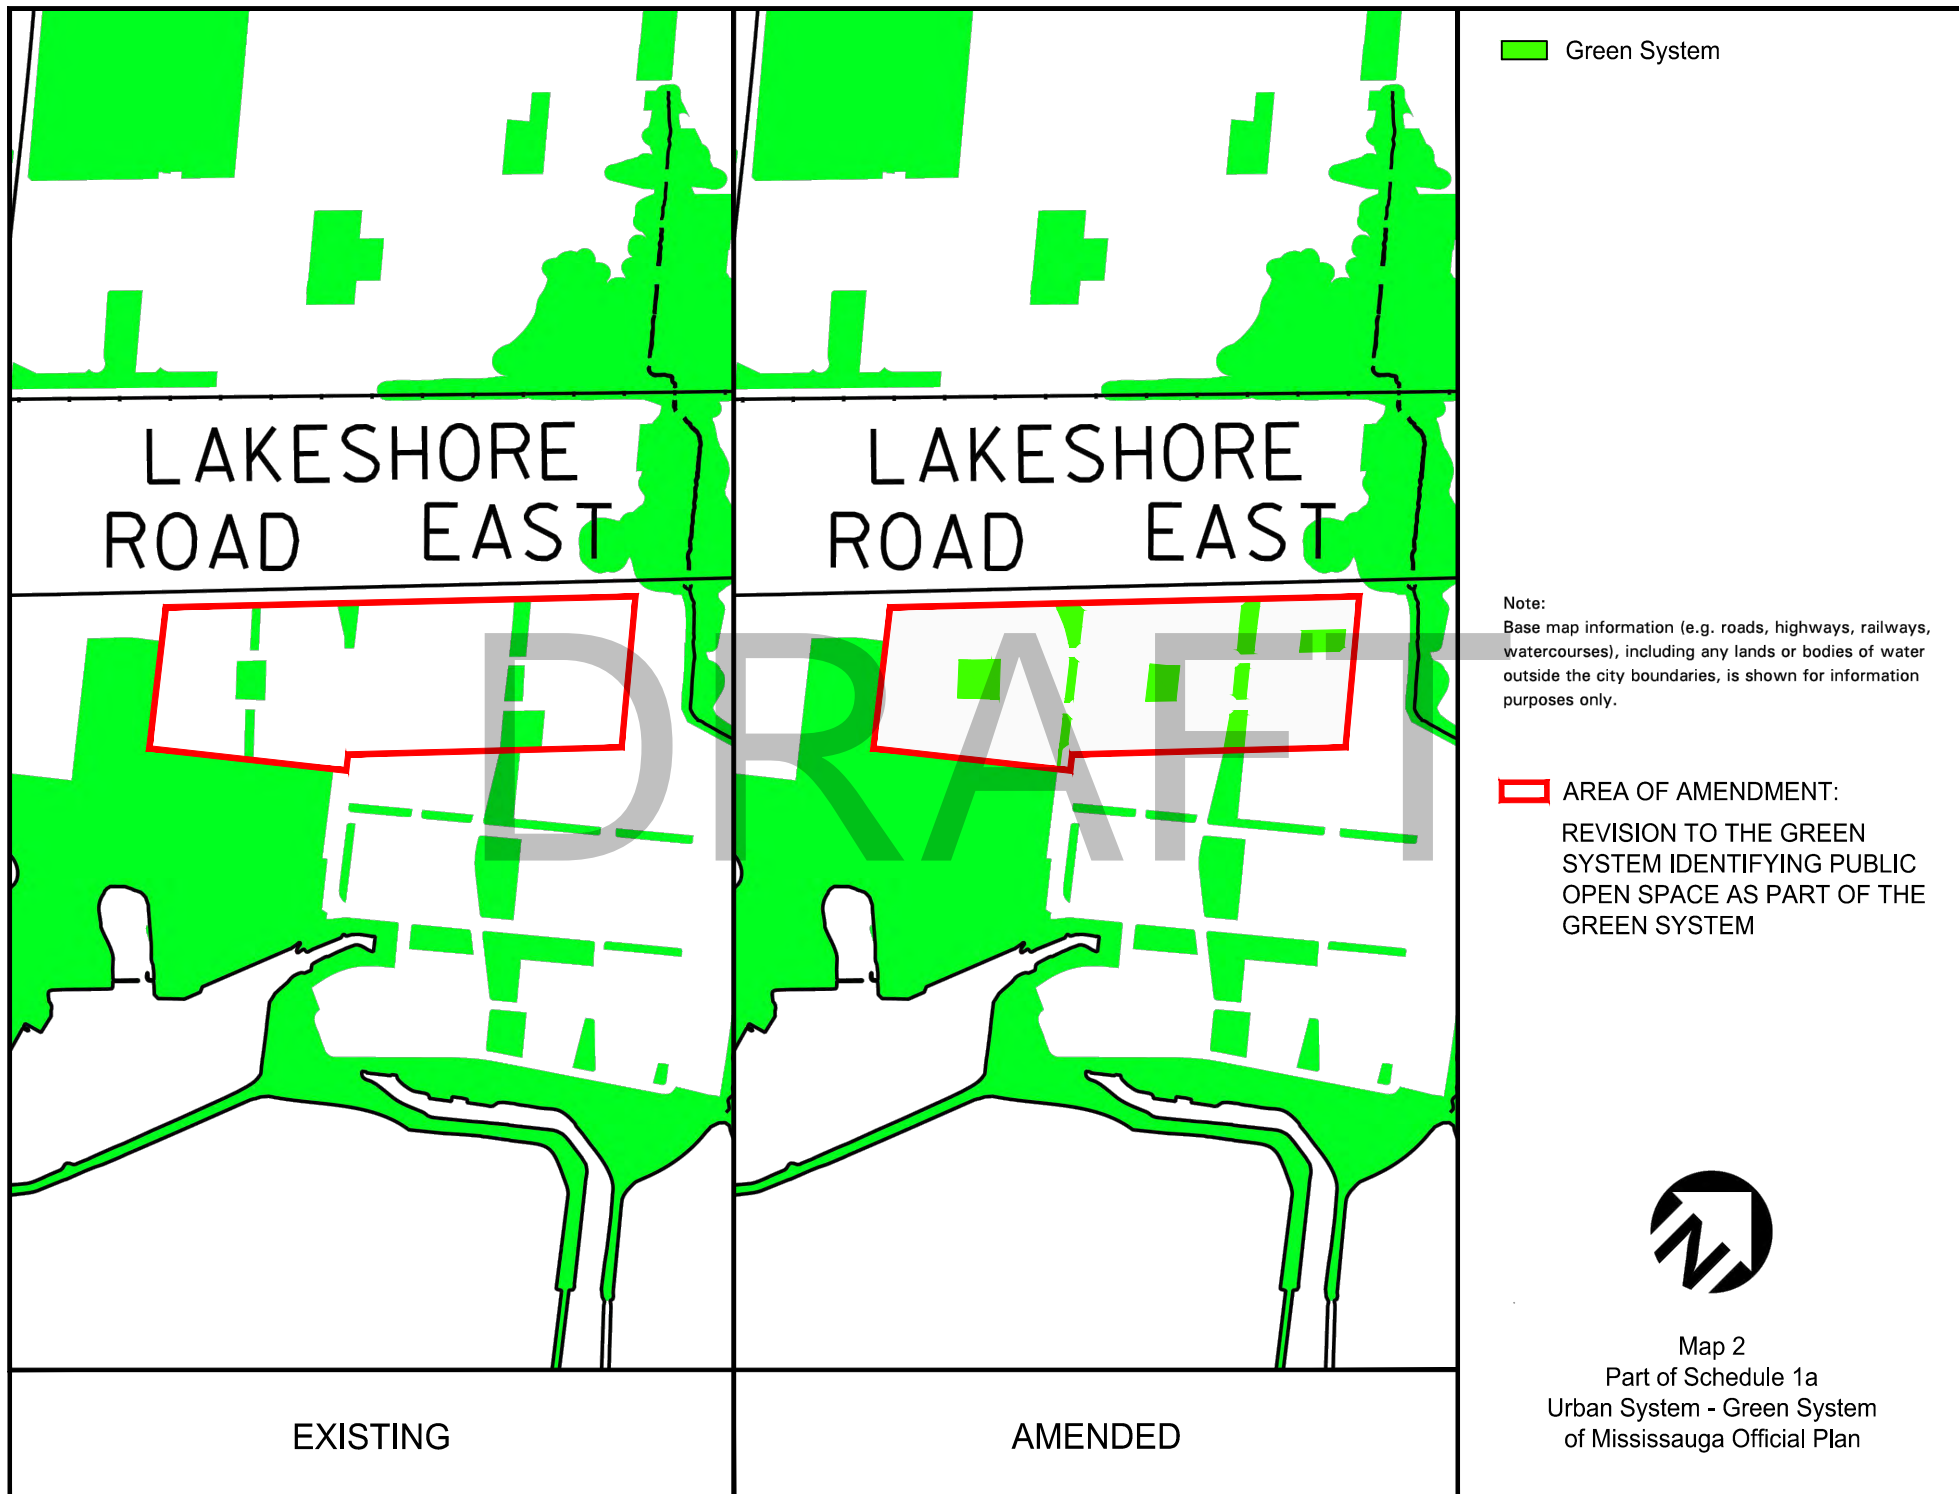 LAKESHORE
ROAD EAST
LAKESHORE
ROAD EAST
DRAFT
EXISTING
AMENDED
Green System
Note:
Base map information (e.g. roads, highways, railways,
watercourses), including any lands or bodies of water
outside the city boundaries, is shown for information
purposes only.
AREA OF AMENDMENT:
REVISION TO THE GREEN
SYSTEM IDENTIFYING PUBLIC
OPEN SPACE AS PART OF THE
GREEN SYSTEM
N
Map 2
Part of Schedule 1a
Urban System - Green System
of Mississauga Official Plan